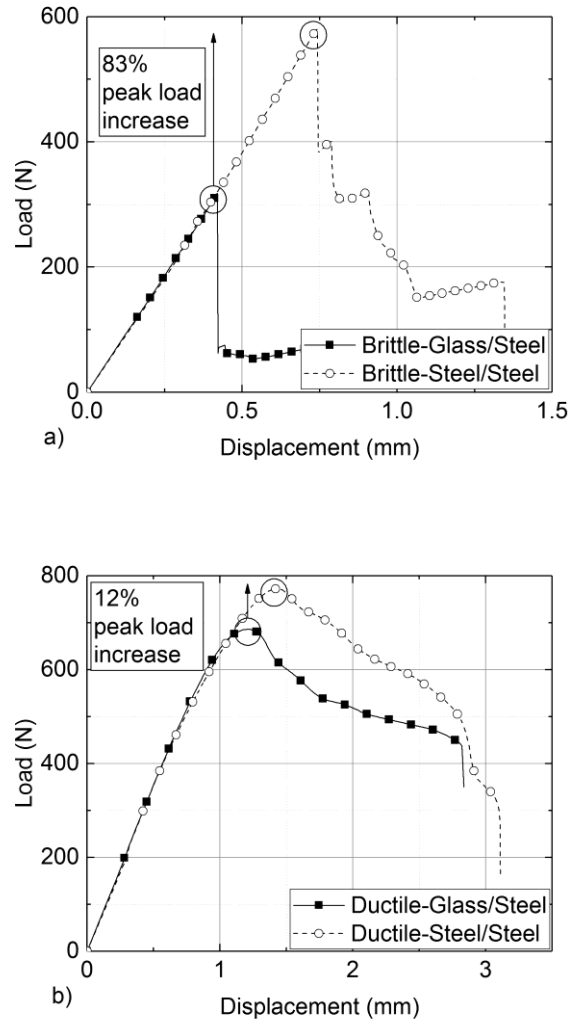 600
83%
peak load
increase
400
Load (N)
200
Brittle-Glass/Steel
Brittle-Steel/Steel
0
0.0
0.5
1.0
1.5
a)
Displacement (mm)
800
12%
peak load
increase
600
Load (N)
400
200
Ductile-Glass/Steel
Ductile-Steel/Steel
0
0
1
2
3
b)
Displacement (mm)